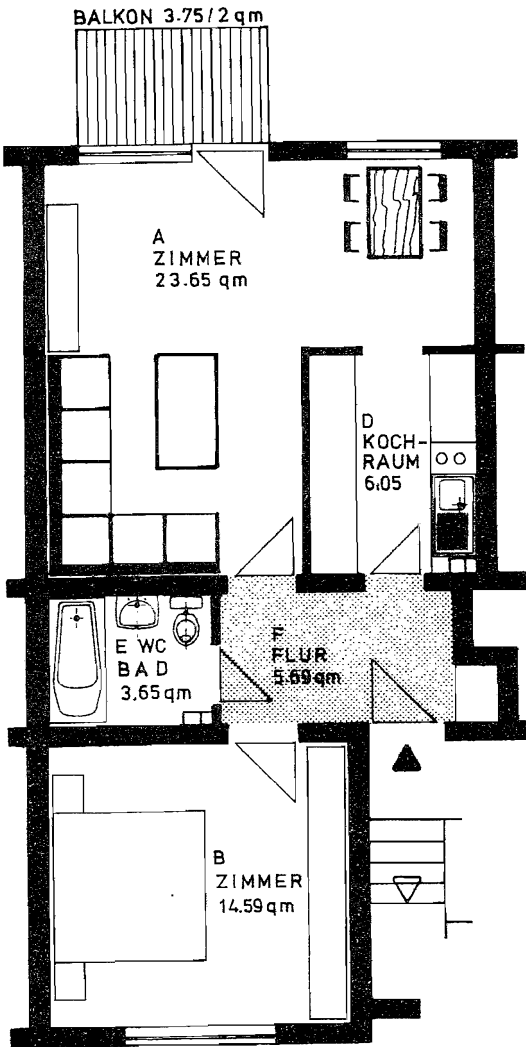 BALKON 3.75/2 qm
A
ZIMMER
23.65 qm
D
KOCH-
RAUM
6.05
E WC
BAD
3.65 qm
F
FLUR
5.69 qm
B
ZIMMER
14.59 qm